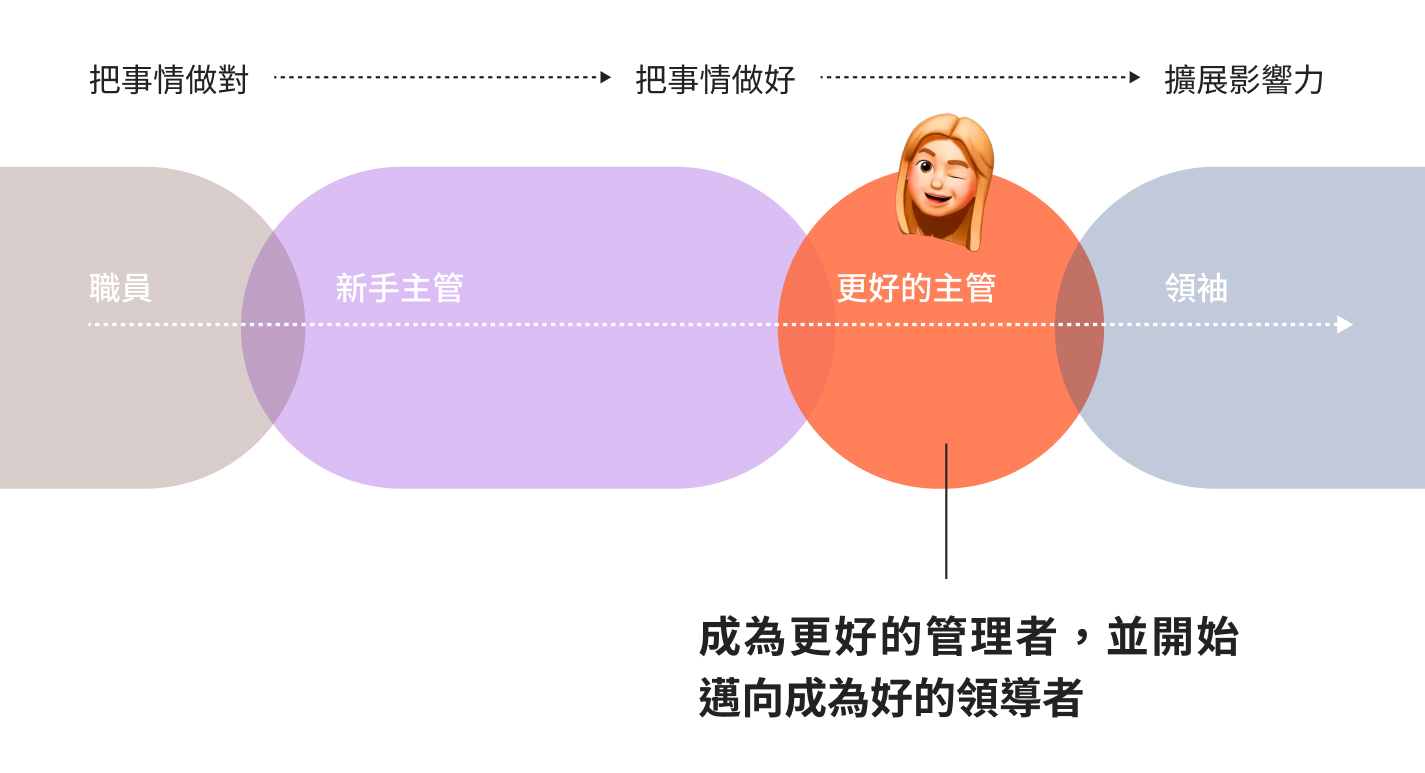 把事情做對
把事情做好
擴展影響力
職員
新手主管
更好的主管
領袖
成為更好的管理者，並開始
邁向成為好的領導者